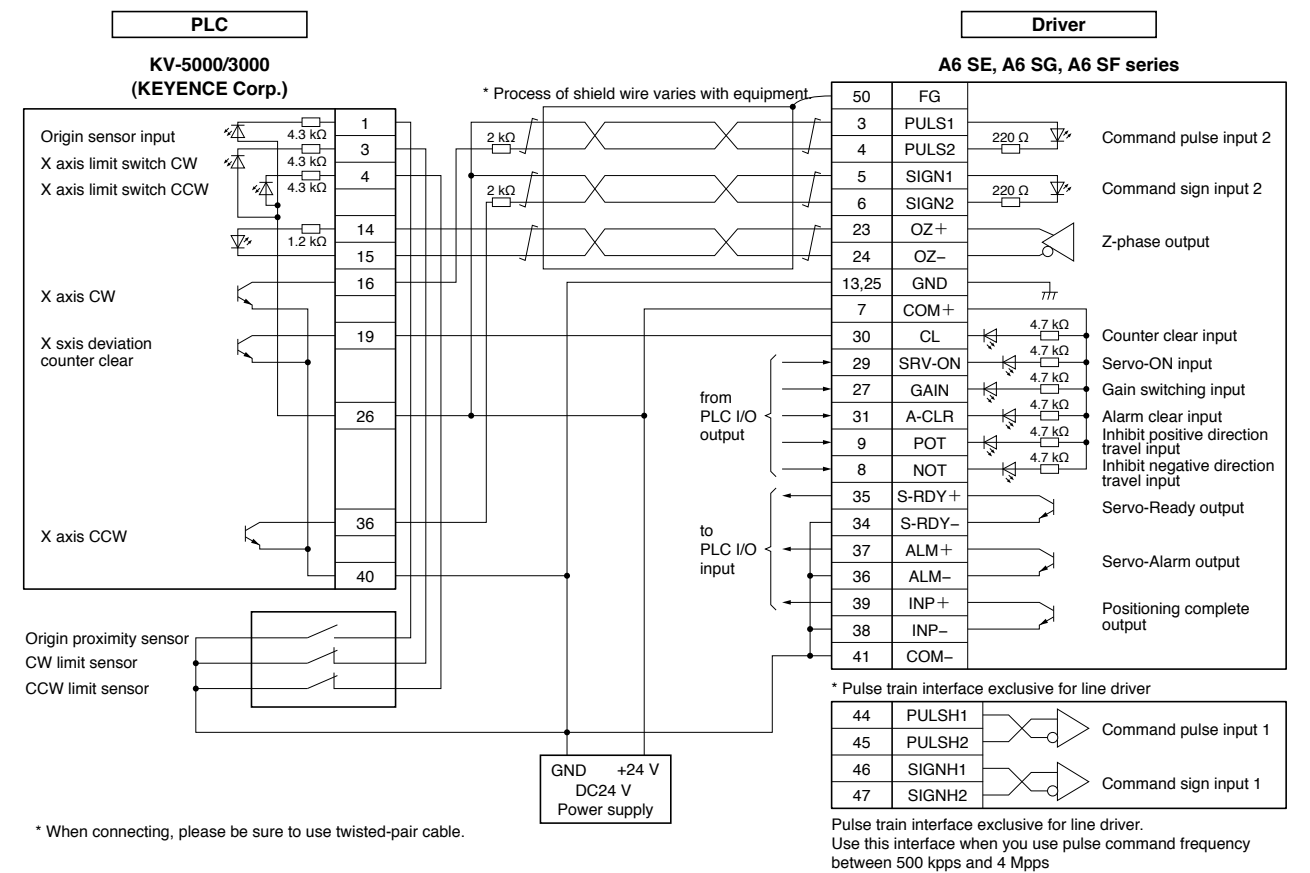 PLC
Driver
KV-5000/3000
(KEYENCE Corp.)
A6 SE, A6 SG, A6 SF series
* Process of shield wire varies with equipment.
Origin sensor input
4.3 kΩ
1
X axis limit switch CW
4.3 kΩ
3
X axis limit switch CCW
4.3 kΩ
4
1.2 kΩ
14
15
X axis CW
16
X sxis deviation
counter clear
19
26
X axis CCW
36
40
2 kΩ
2 kΩ
50 FG
3 PULS1
4 PULS2
220 Ω
Command pulse input 2
5 SIGN1
6 SIGN2
220 Ω
Command sign input 2
23 OZ+
24 OZ−
Z-phase output
13,25 GND
7 COM+
30 CL
4.7 kΩ
Counter clear input
29 SRV-ON
4.7 kΩ
Servo-ON input
27 GAIN
4.7 kΩ
Gain switching input
31 A-CLR
4.7 kΩ
Alarm clear input
9 POT
4.7 kΩ
Inhibit positive direction
travel input
8 NOT
4.7 kΩ
Inhibit negative direction
travel input
from
PLC I/O
output
35 S-RDY+
34 S-RDY−
Servo-Ready output
37 ALM+
36 ALM−
Servo-Alarm output
39 INP+
38 INP−
Positioning complete
output
41 COM−
to
PLC I/O
input
Origin proximity sensor
CW limit sensor
CCW limit sensor
GND +24 V
DC24 V
Power supply
* Pulse train interface exclusive for line driver
44 PULSH1
45 PULSH2
Command pulse input 1
46 SIGNH1
47 SIGNH2
Command sign input 1
* When connecting, please be sure to use twisted-pair cable.
Pulse train interface exclusive for line driver.
Use this interface when you use pulse command frequency
between 500 kpps and 4 Mpps